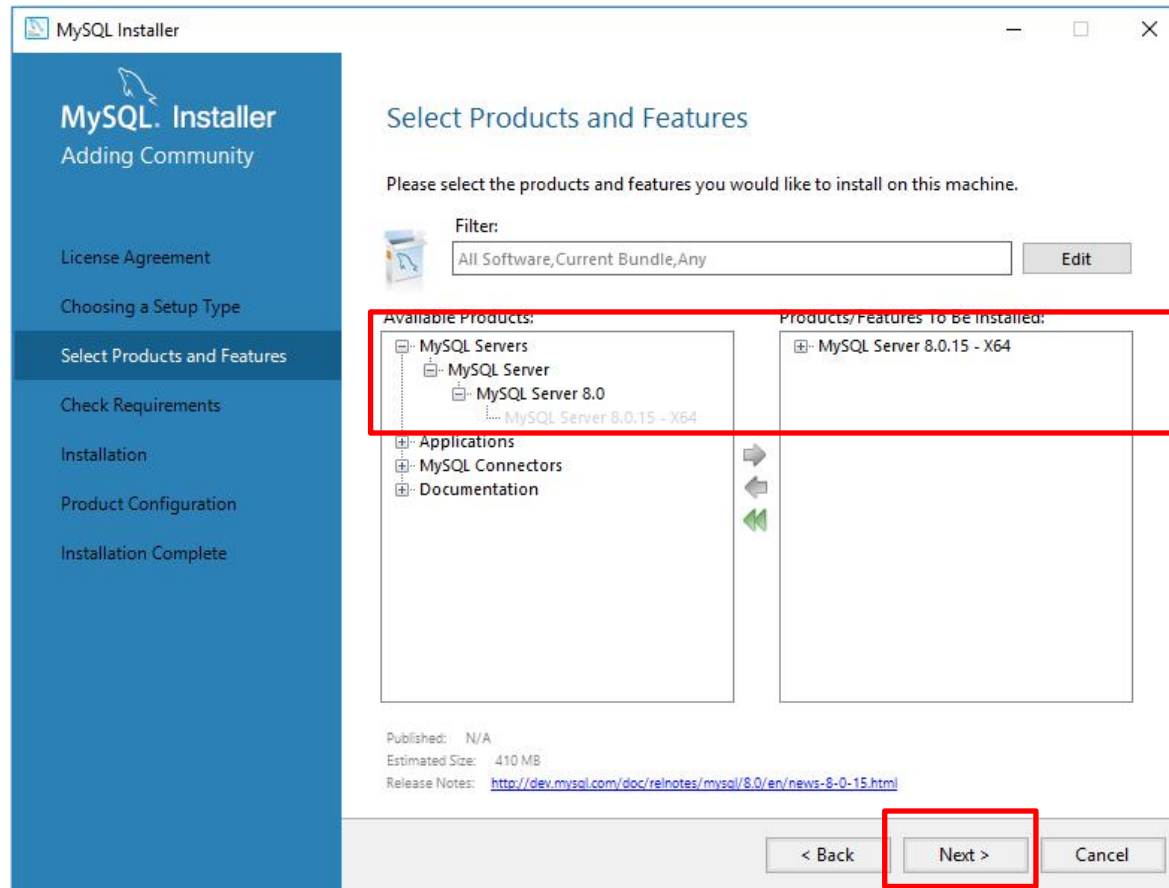 MySQL Installer
MySQL. Installer
Adding Community
License Agreement
Choosing a Setup Type
Select Products and Features
Check Requirements
Installation
Product Configuration
Installation Complete
Select Products and Features
Please select the products and features you would like to install on this machine.
Filter:
All Software,Current Bundle,Any
Edit
Available Products:
MySQL Servers
MySQL Server
MySQL Server 8.0
MySQL Server 8.0.15 - X64
Applications
MySQL Connectors
Documentation
Products/Features To Be Installed:
MySQL Server 8.0.15 - X64
Published: N/A
Estimated Size: 410 MB
Release Notes: http://dev.mysql.com/doc/relnotes/mysql/8.0/en/news-8-0-15.html
< Back
Next >
Cancel